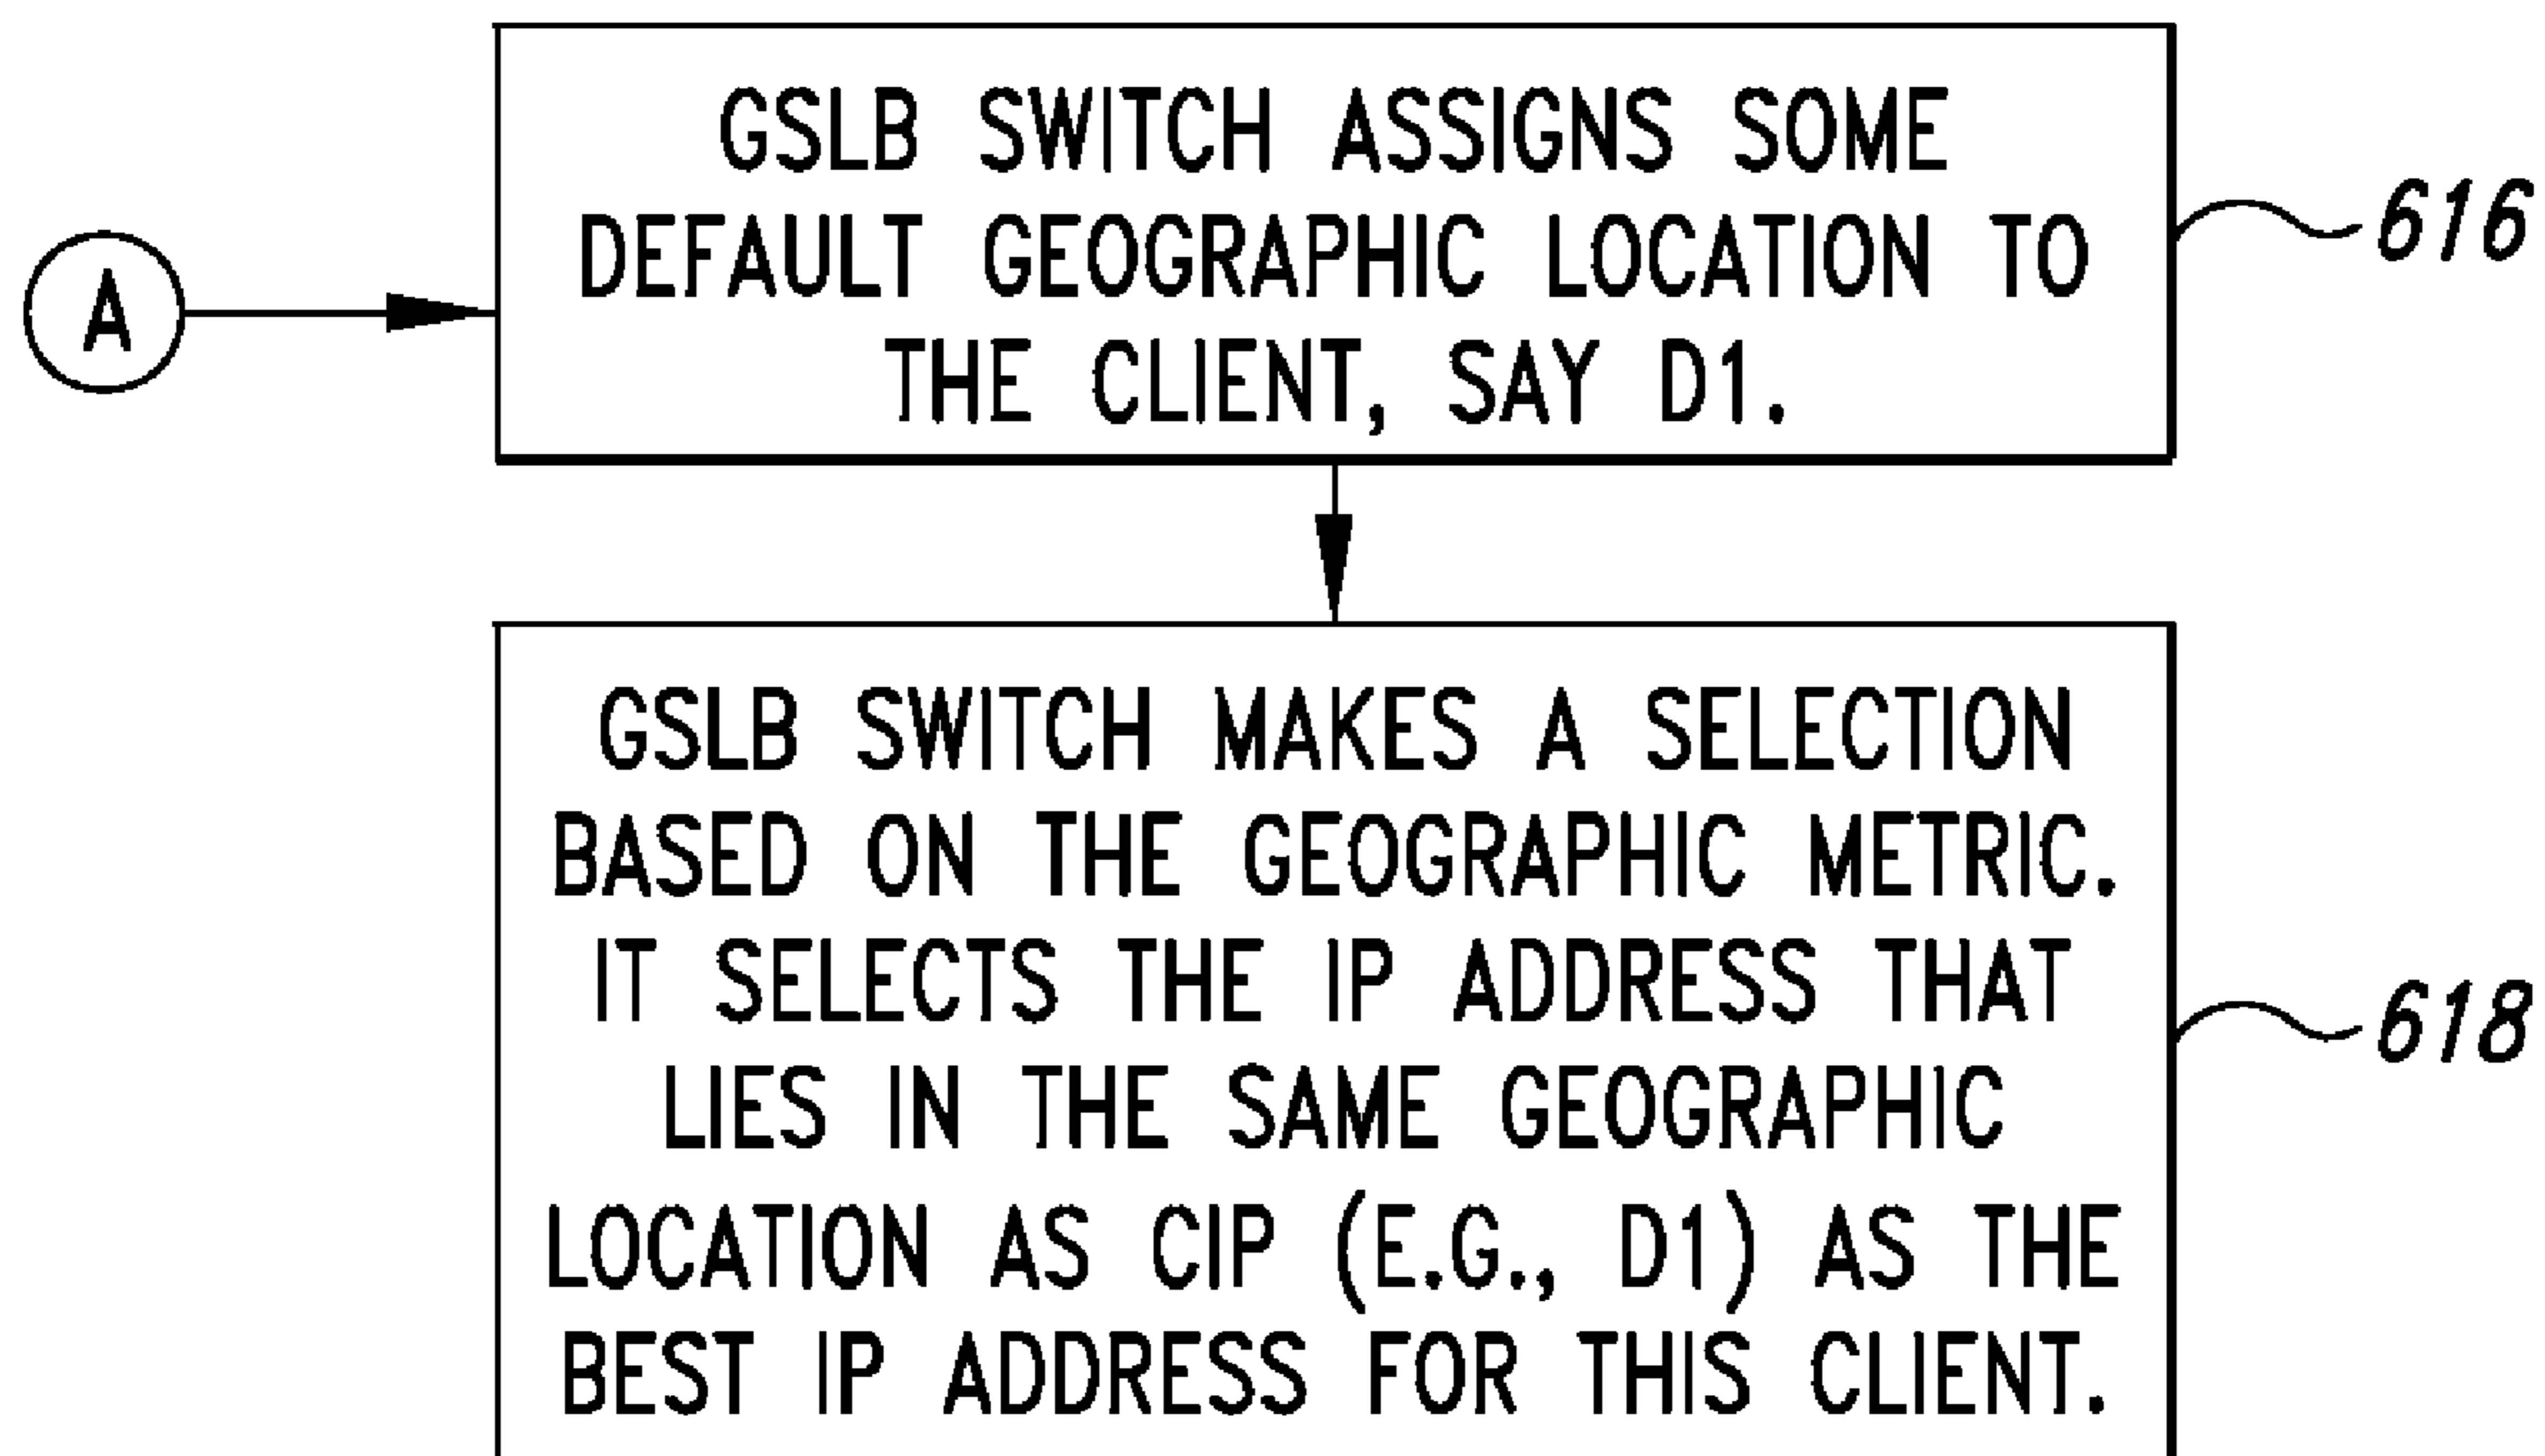 A
GSLB SWITCH ASSIGNS SOME
DEFAULT GEOGRAPHIC LOCATION TO
THE CLIENT, SAY D1.
616
GSLB SWITCH MAKES A SELECTION
BASED ON THE GEOGRAPHIC METRIC.
IT SELECTS THE IP ADDRESS THAT
LIES IN THE SAME GEOGRAPHIC
LOCATION AS CIP (E.G., D1) AS THE
BEST IP ADDRESS FOR THIS CLIENT.
618